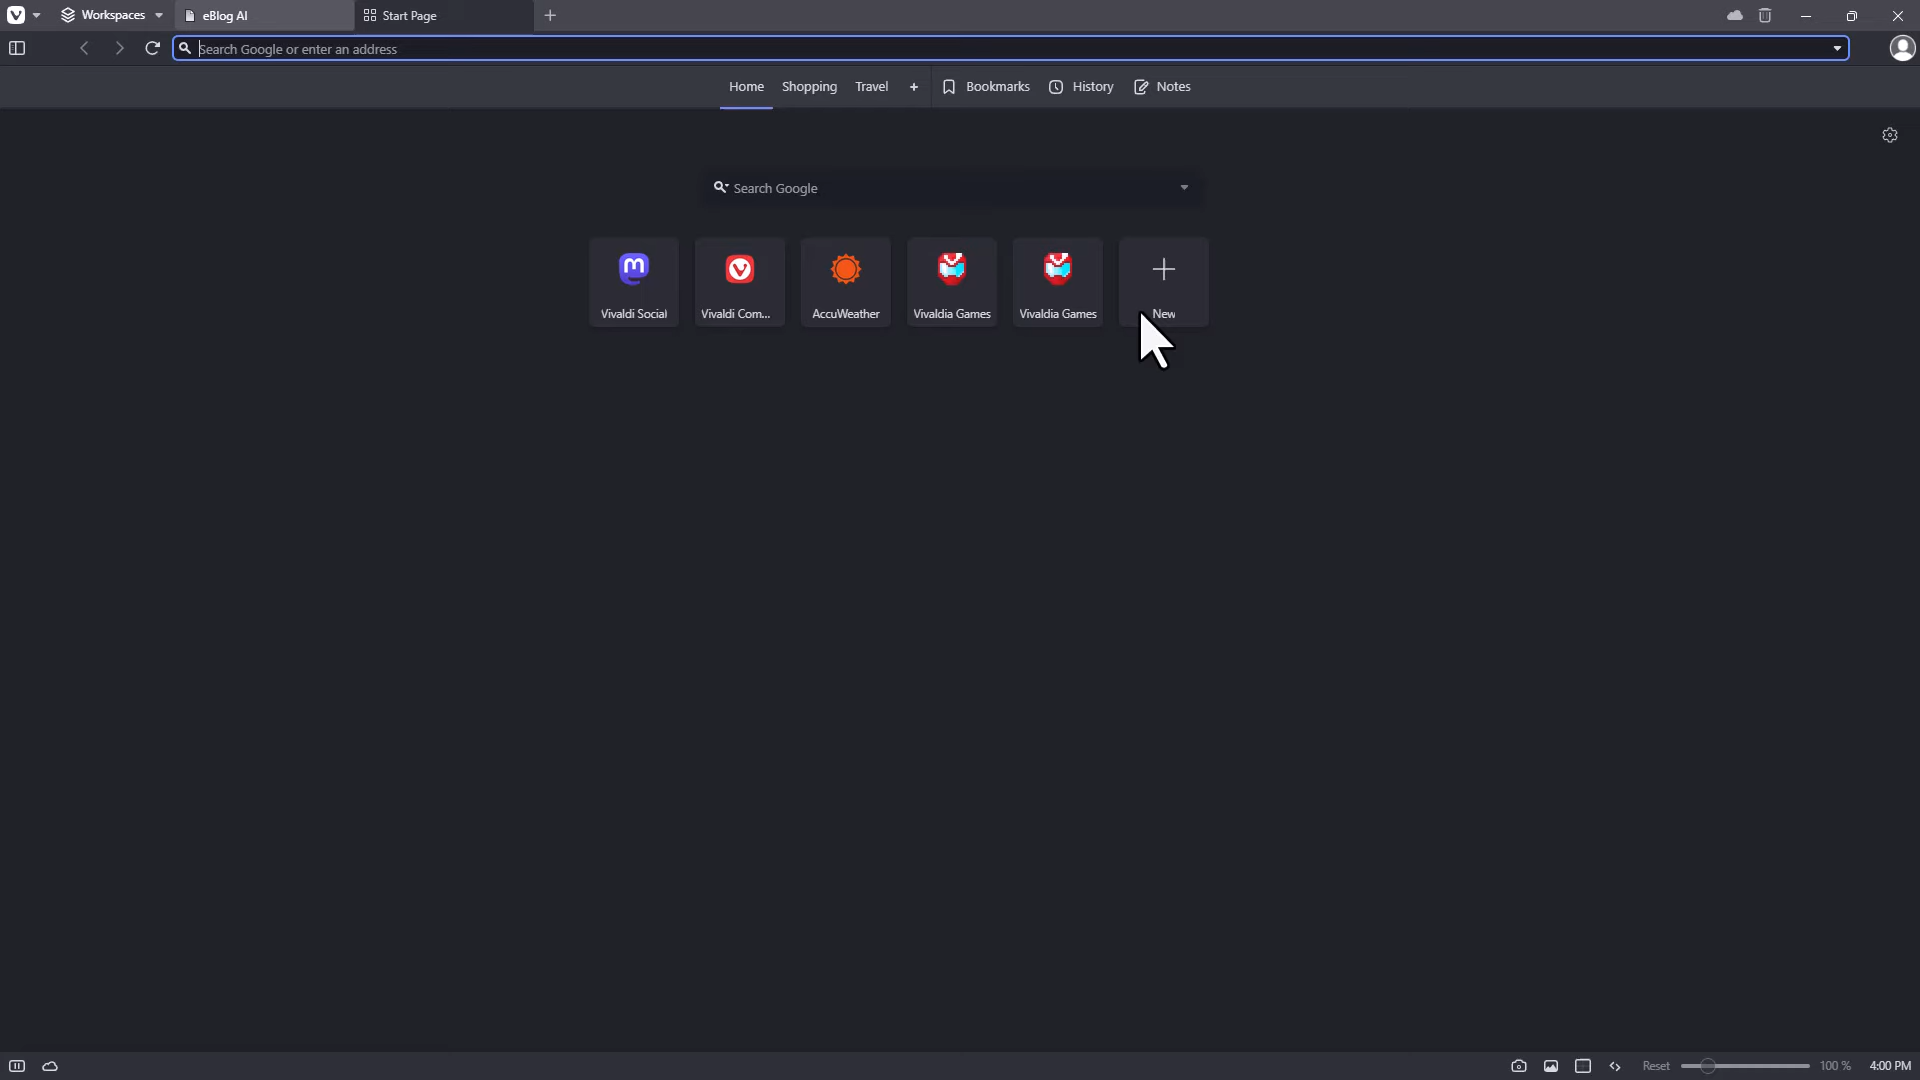 Workspaces
eBlog AI
Start Page
Search Google or enter an address
Home
Shopping
Travel
Bookmarks
History
Notes
Search Google
Vivaldi Social
Vivaldi Com...
AccuWeather
Vivaldia Games
Vivaldia Games
New
Reset
100 %
4:00 PM